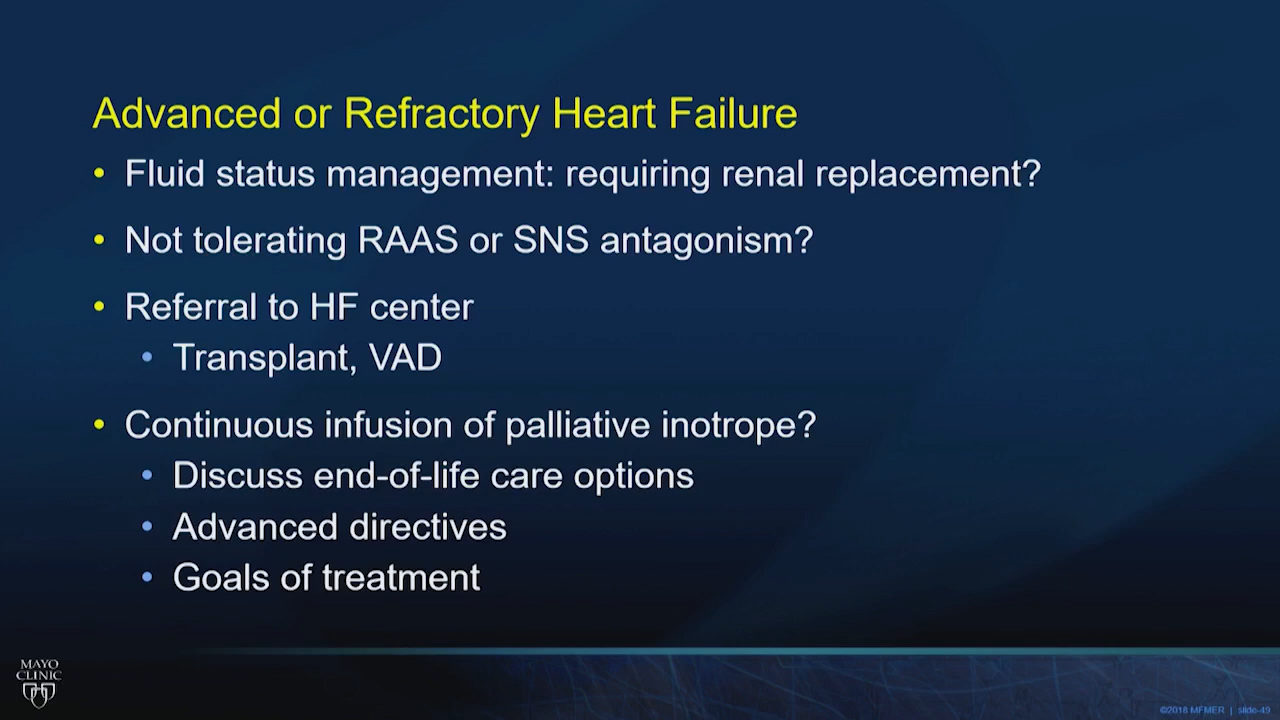 Advanced or Refractory Heart Failure
• Fluid status management: requiring renal replacement?
• Not tolerating RAAS or SNS antagonism?
• Referral to HF center
• Transplant, VAD
• Continuous infusion of palliative inotrope?
• Discuss end-of-life care options
• Advanced directives
• Goals of treatment
MAYO
CLINIC
©2018 MFMER | slide-49